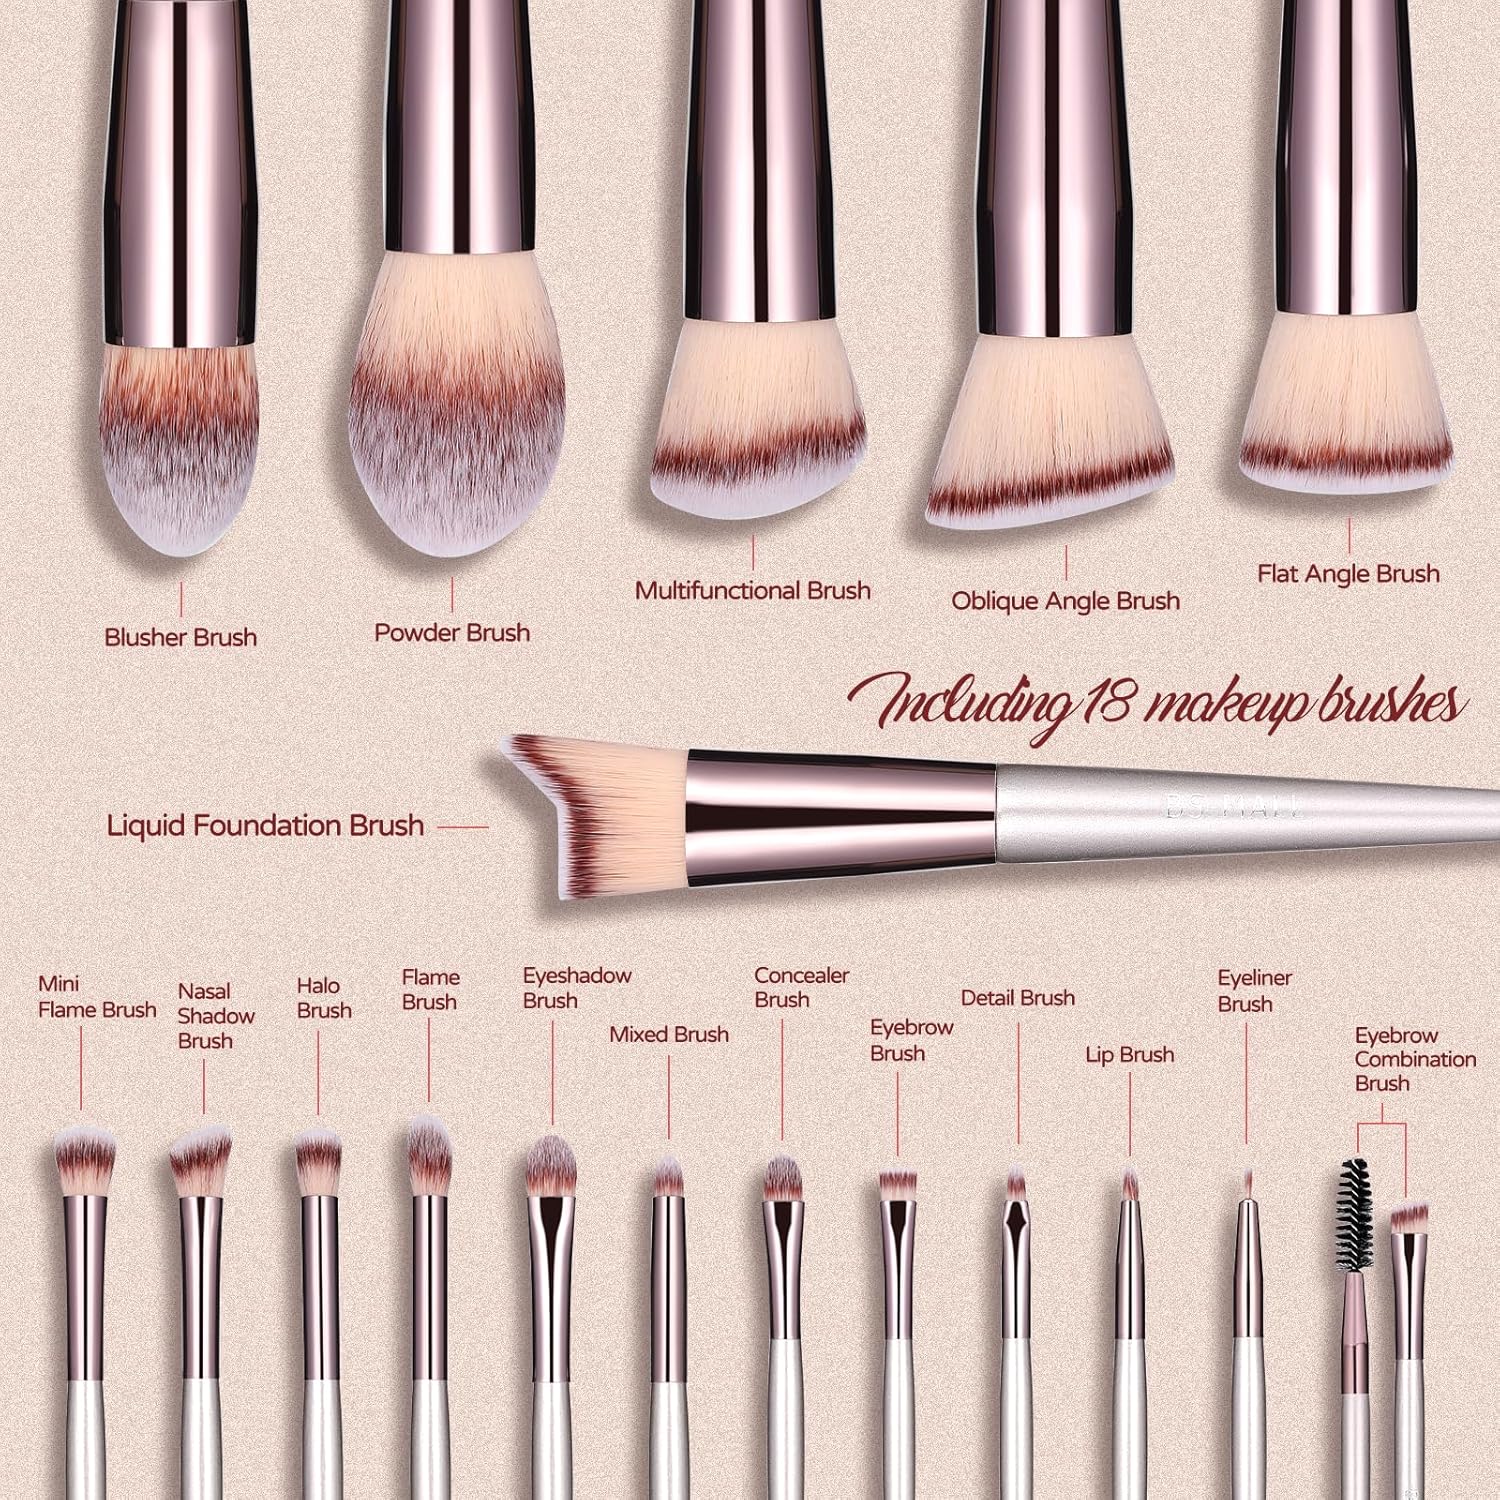 Blusher Brush
Powder Brush
Multifunctional Brush
Oblique Angle Brush
Flat Angle Brush
Including 18 makeup brushes
Liquid Foundation Brush
BS-MALL
Mini
Flame Brush
Nasal
Shadow
Brush
Halo
Brush
Flame
Brush
Eyeshadow
Brush
Mixed Brush
Concealer
Brush
Eyebrow
Brush
Detail Brush
Lip Brush
Eyeliner
Brush
Eyebrow
Combination
Brush